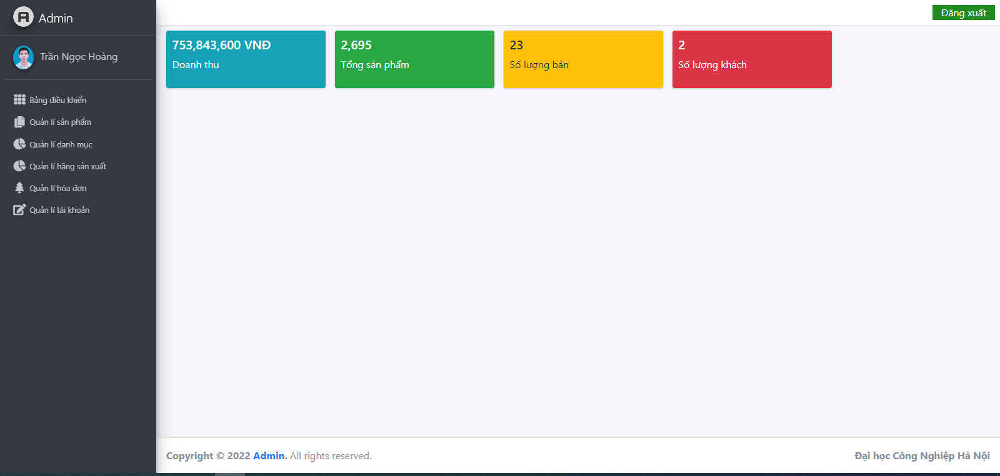 Admin
Đăng xuất
Trần Ngọc Hoàng
Bảng điều khiển
Quản lí sản phẩm
Quản lí danh mục
Quản lí hãng sản xuất
Quản lí hóa đơn
Quản lí tài khoản
753,843,600 VNĐ
Doanh thu
2,695
Tổng sản phẩm
23
Số lượng bán
2
Số lượng khách
Copyright © 2022 Admin. All rights reserved.
Đại học Công Nghiệp Hà Nội